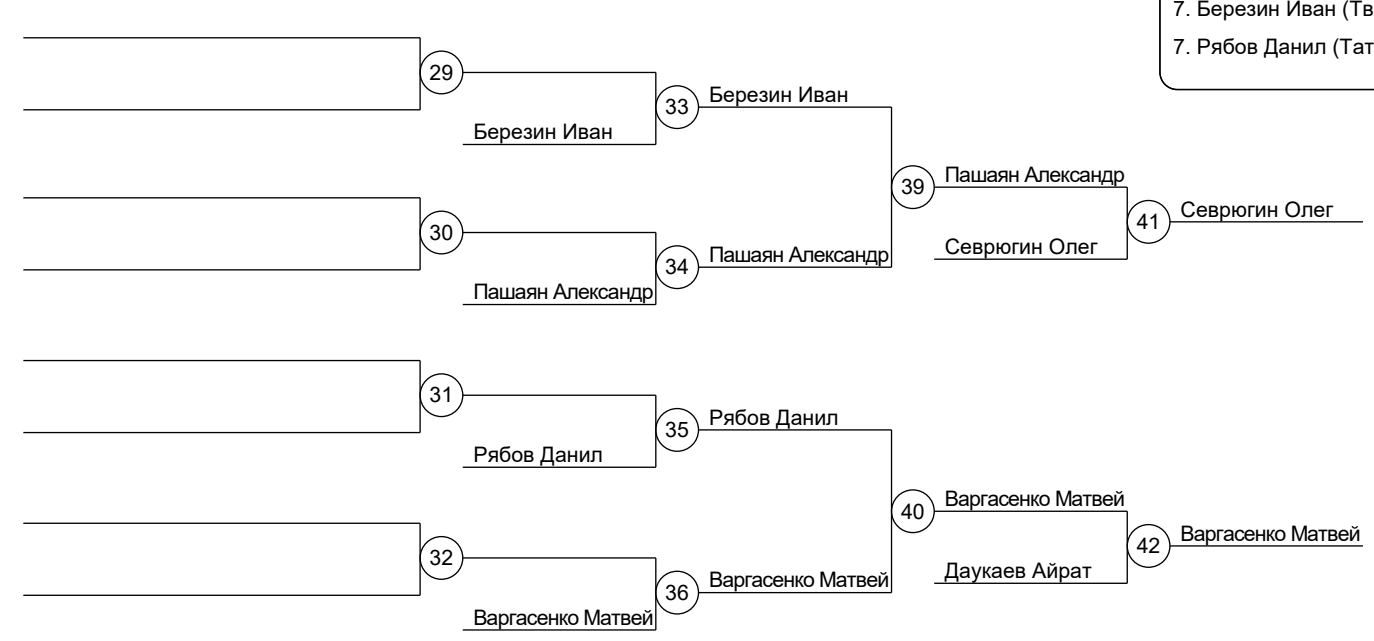 7. Березин Иван (Тв
7. Рябов Данил (Тат
29
33
Березин Иван
Березин Иван
39
Пашаян Александр
30
34
Пашаян Александр
Пашаян Александр
41
Севрюгин Олег
Севрюгин Олег
31
35
Рябов Данил
Рябов Данил
40
Варгасенко Матвей
32
36
Варгасенко Матвей
Варгасенко Матвей
42
Варгасенко Матвей
Даукаев Айрат